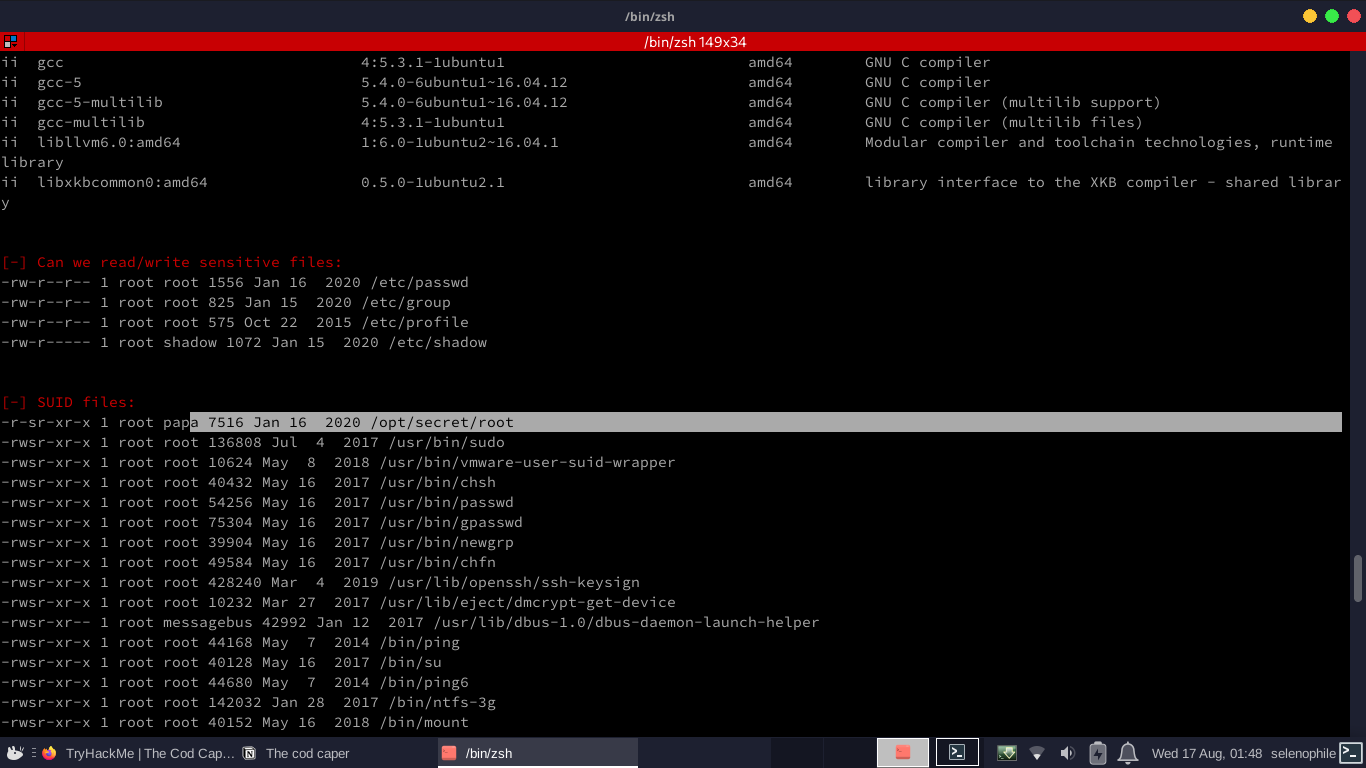 /bin/zsh
/bin/zsh 149x34
ii  gcc                                 4:5.3.1-1ubuntu1                           amd64        GNU C compiler
ii  gcc-5                               5.4.0-6ubuntu1~16.04.12                    amd64        GNU C compiler
ii  gcc-5-multilib                      5.4.0-6ubuntu1~16.04.12                    amd64        GNU C compiler (multilib support)
ii  gcc-multilib                        4:5.3.1-1ubuntu1                           amd64        GNU C compiler (multilib files)
ii  libllvm6.0:amd64                    1:6.0-1ubuntu2~16.04.1                     amd64        Modular compiler and toolchain technologies, runtime
library
ii  libxkbcommon0:amd64                 0.5.0-1ubuntu2.1                           amd64        library interface to the XKB compiler - shared librar
y
[-] Can we read/write sensitive files:
-rw-r--r-- 1 root root 1556 Jan 16  2020 /etc/passwd
-rw-r--r-- 1 root root 825 Jan 15  2020 /etc/group
-rw-r--r-- 1 root root 575 Oct 22  2015 /etc/profile
-rw-r----- 1 root shadow 1072 Jan 15  2020 /etc/shadow
[-] SUID files:
-r-sr-xr-x 1 root papa 7516 Jan 16  2020 /opt/secret/root
-rwsr-xr-x 1 root root 136808 Jul  4  2017 /usr/bin/sudo
-rwsr-xr-x 1 root root 10624 May  8  2018 /usr/bin/vmware-user-suid-wrapper
-rwsr-xr-x 1 root root 40432 May 16  2017 /usr/bin/chsh
-rwsr-xr-x 1 root root 54256 May 16  2017 /usr/bin/passwd
-rwsr-xr-x 1 root root 75304 May 16  2017 /usr/bin/gpasswd
-rwsr-xr-x 1 root root 39904 May 16  2017 /usr/bin/newgrp
-rwsr-xr-x 1 root root 49584 May 16  2017 /usr/bin/chfn
-rwsr-xr-x 1 root root 428240 Mar  4  2019 /usr/lib/openssh/ssh-keysign
-rwsr-xr-x 1 root root 10232 Mar 27  2017 /usr/lib/eject/dmcrypt-get-device
-rwsr-xr-- 1 root messagebus 42992 Jan 12  2017 /usr/lib/dbus-1.0/dbus-daemon-launch-helper
-rwsr-xr-x 1 root root 44168 May  7  2014 /bin/ping
-rwsr-xr-x 1 root root 40128 May 16  2017 /bin/su
-rwsr-xr-x 1 root root 44680 May  7  2014 /bin/ping6
-rwsr-xr-x 1 root root 142032 Jan 28  2017 /bin/ntfs-3g
-rwsr-xr-x 1 root root 40152 May 16  2018 /bin/mount
TryHackMe | The Cod Cap… The cod caper /bin/zsh Wed 17 Aug, 01:48 selenophile